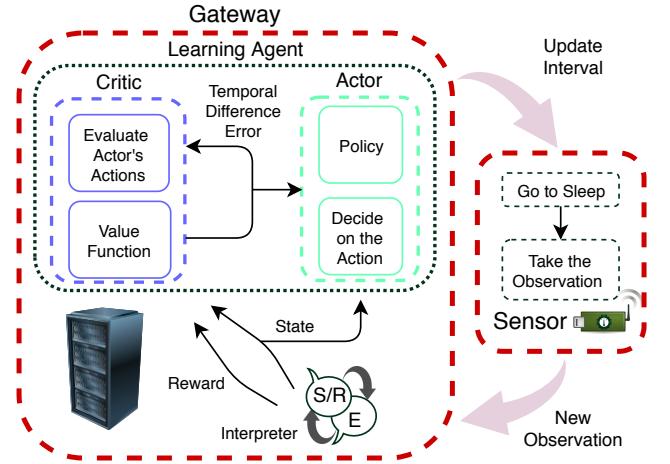 Gateway
Learning Agent
Critic
Actor
Temporal
Difference
Error
Evaluate
Actor's
Actions
Value
Function
Policy
Decide
on the
Action
State
Reward
Interpreter
S/R
E
Update
Interval
Go to Sleep
Take the
Observation
Sensor
New
Observation